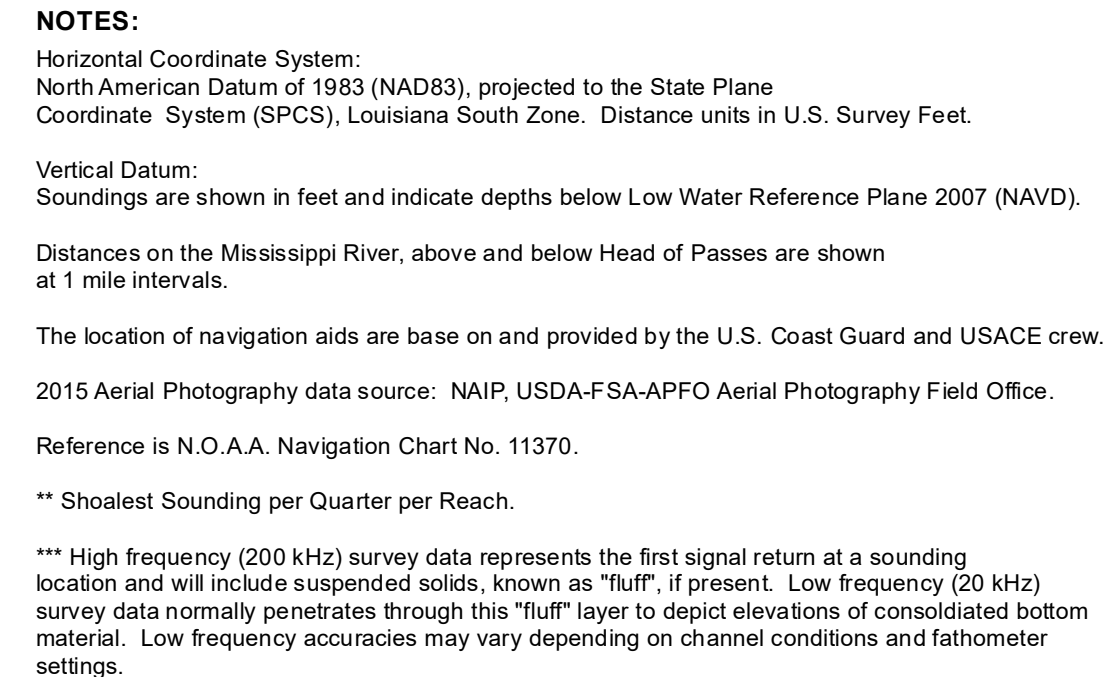 NOTES:
Horizontal Coordinate System:
North American Datum of 1983 (NAD83), projected to the State Plane
Coordinate  System (SPCS), Louisiana South Zone.  Distance units in U.S. Survey Feet.
Vertical Datum:
Soundings are shown in feet and indicate depths below Low Water Reference Plane 2007 (NAVD).
Distances on the Mississippi River, above and below Head of Passes are shown
at 1 mile intervals.
The location of navigation aids are base on and provided by the U.S. Coast Guard and USACE crew.
2015 Aerial Photography data source:  NAIP, USDA-FSA-APFO Aerial Photography Field Office.
Reference is N.O.A.A. Navigation Chart No. 11370.
** Shoalest Sounding per Quarter per Reach.
*** High frequency (200 kHz) survey data represents the first signal return at a sounding
location and will include suspended solids, known as "fluff", if present.  Low frequency (20 kHz)
survey data normally penetrates through this "fluff" layer to depict elevations of consoldiated bottom
material.  Low frequency accuracies may vary depending on channel conditions and fathometer
settings.